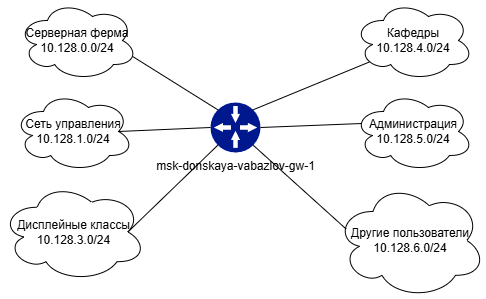 Серверная ферма
10.128.0.0/24
Кафедры
10.128.4.0/24
Сеть управления
10.128.1.0/24
Администрация
10.128.5.0/24
msk-donskaya-vabazlov-gw-1
Дисплейные классы
10.128.3.0/24
Другие пользователи
10.128.6.0/24